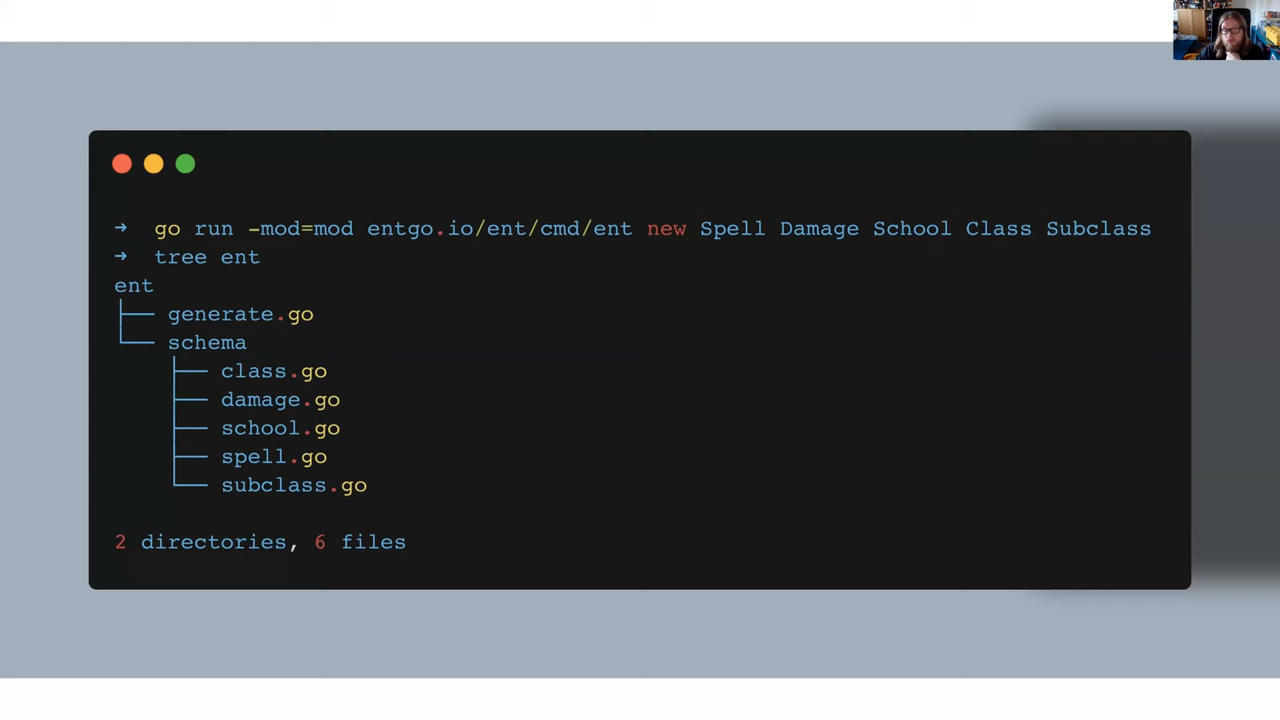 → go run -mod=mod entgo.io/ent/cmd/ent new Spell Damage School Class Subclass
→ tree ent
ent
├── generate.go
└── schema
    ├── class.go
    ├── damage.go
    ├── school.go
    ├── spell.go
    └── subclass.go
2 directories, 6 files